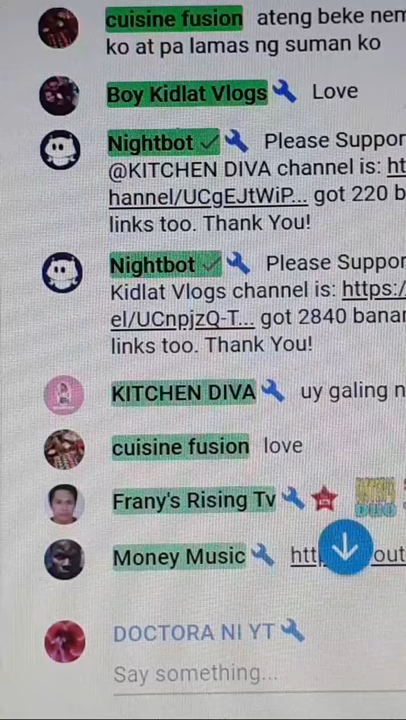 cuisine fusion ateng beke nem
ko at pa lamas ng suman ko
Boy Kidlat Vlogs Love
Nightbot Please Suppor
@KITCHEN DIVA channel is: ht
hannel/UCgEJtWiP... got 220 b
links too. Thank You!
Nightbot Please Suppor
Kidlat Vlogs channel is: https:/
el/UCnpjzQ-T... got 2840 banan
links too. Thank You!
KITCHEN DIVA uy galing n
cuisine fusion love
Frany's Rising Tv
Money Music htt out
DOCTORA NI YT
Say something...